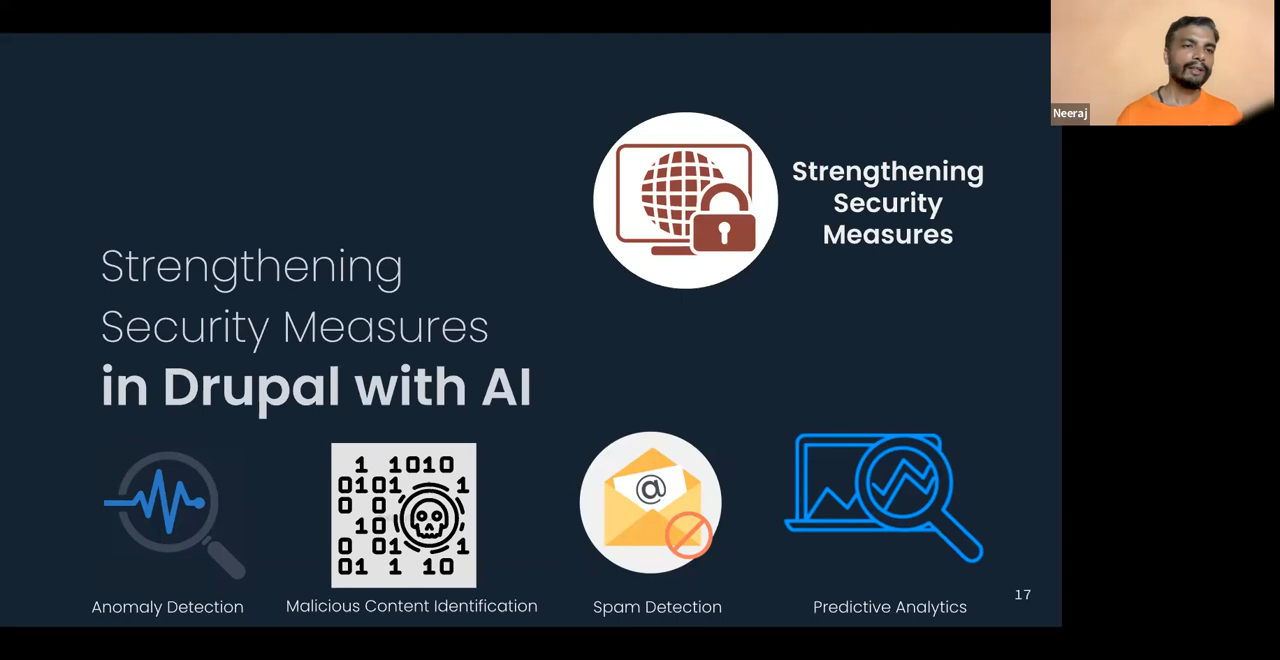 Neeraj
Strengthening
Security
Measures
Strengthening
Security Measures
in Drupal with AI
1 1010
0101 1
0 0
10
0 01 1
01 1 10
@
Anomaly Detection
Malicious Content Identification
Spam Detection
Predictive Analytics
17